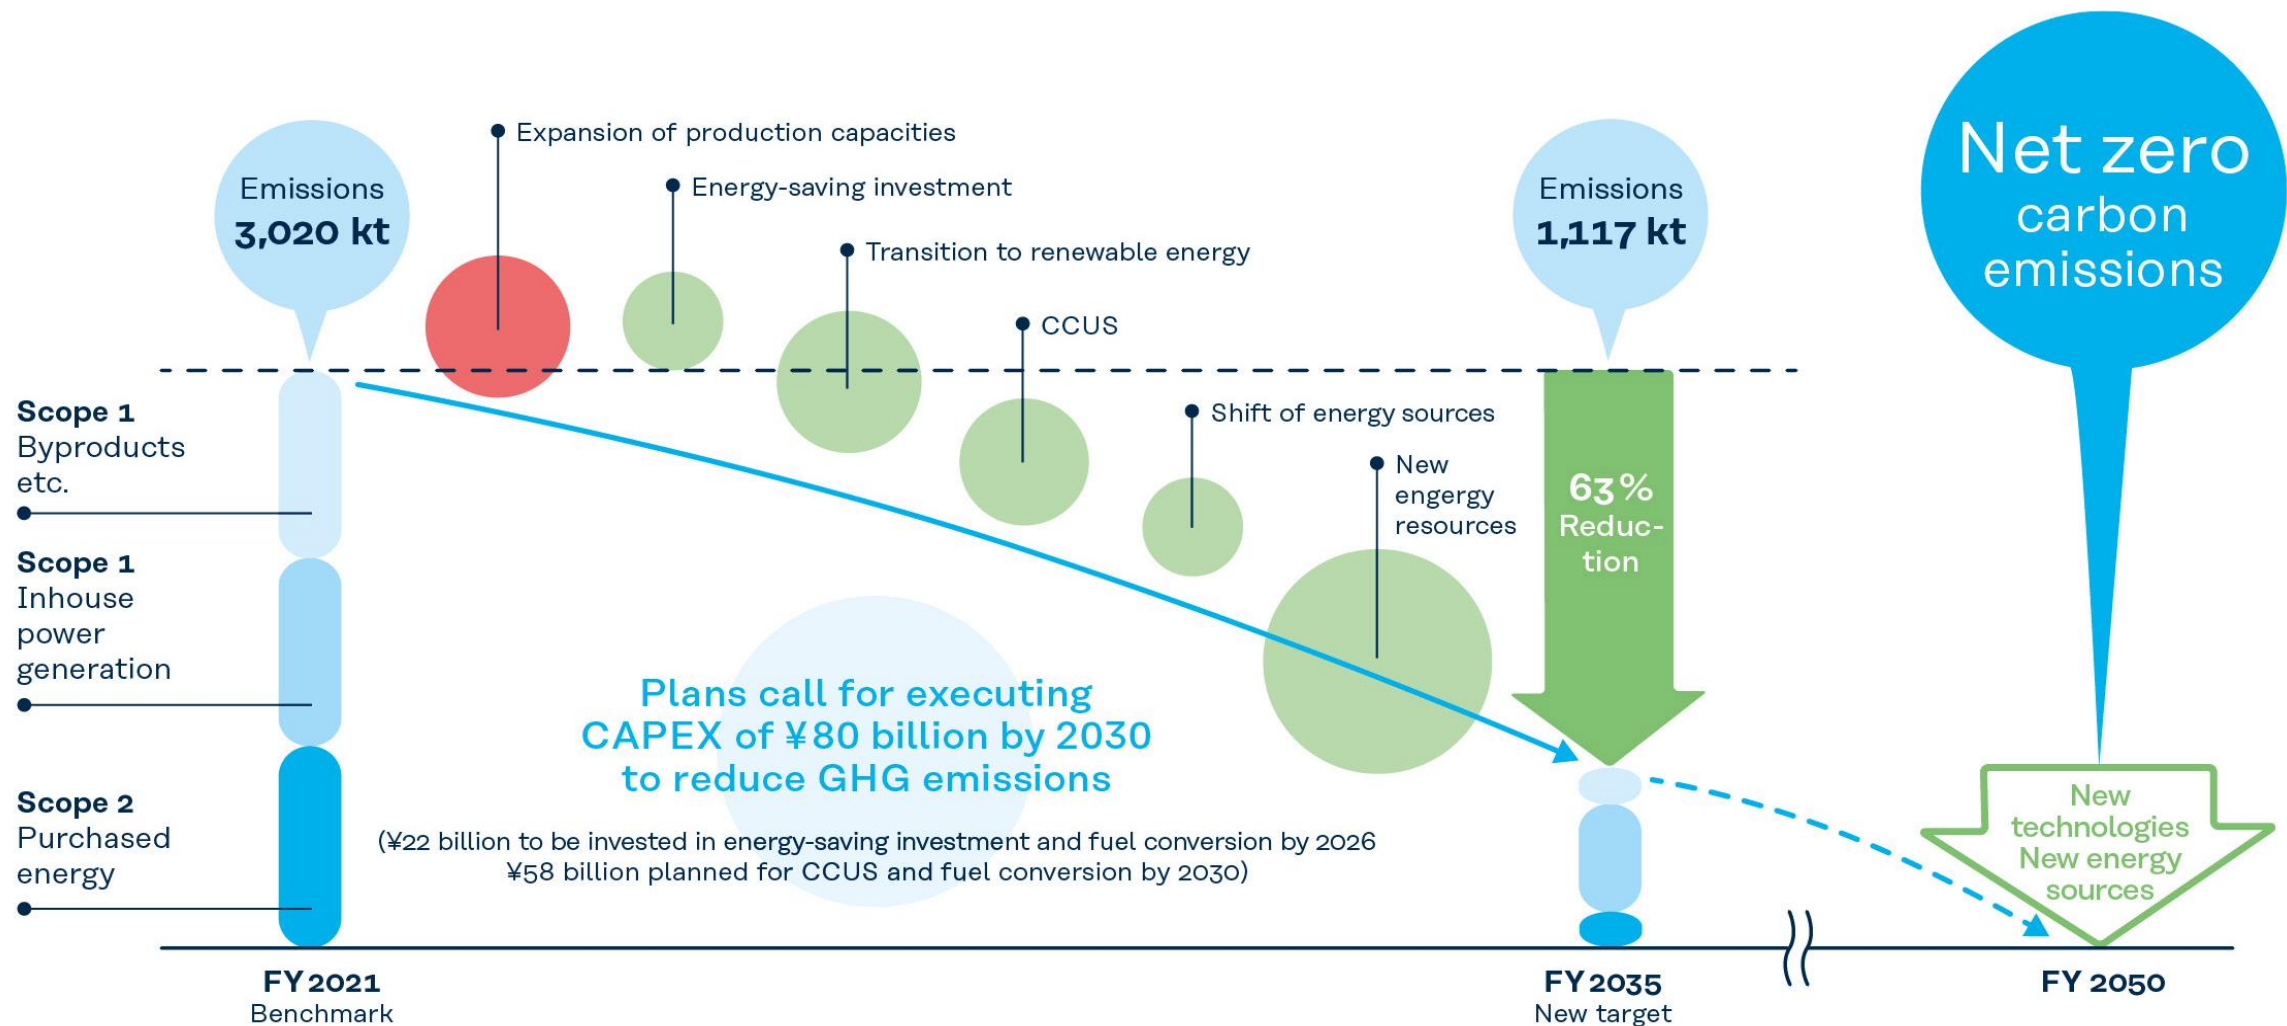 Net zero
carbon
emissions
Expansion of production capacities
Emissions
3,020 kt
Energy-saving investment
Emissions
1,117 kt
Transition to renewable energy
CCUS
Scope 1
Byproducts
etc.
Shift of energy sources
New
engergy
resources
63%
Reduc-
tion
Scope 1
Inhouse
power
generation
Plans call for executing
CAPEX of ¥80 billion by 2030
to reduce GHG emissions
(¥22 billion to be invested in energy-saving investment and fuel conversion by 2026
¥58 billion planned for CCUS and fuel conversion by 2030)
Scope 2
Purchased
energy
New
technologies
New energy
sources
FY 2021
Benchmark
FY 2035
New target
FY 2050